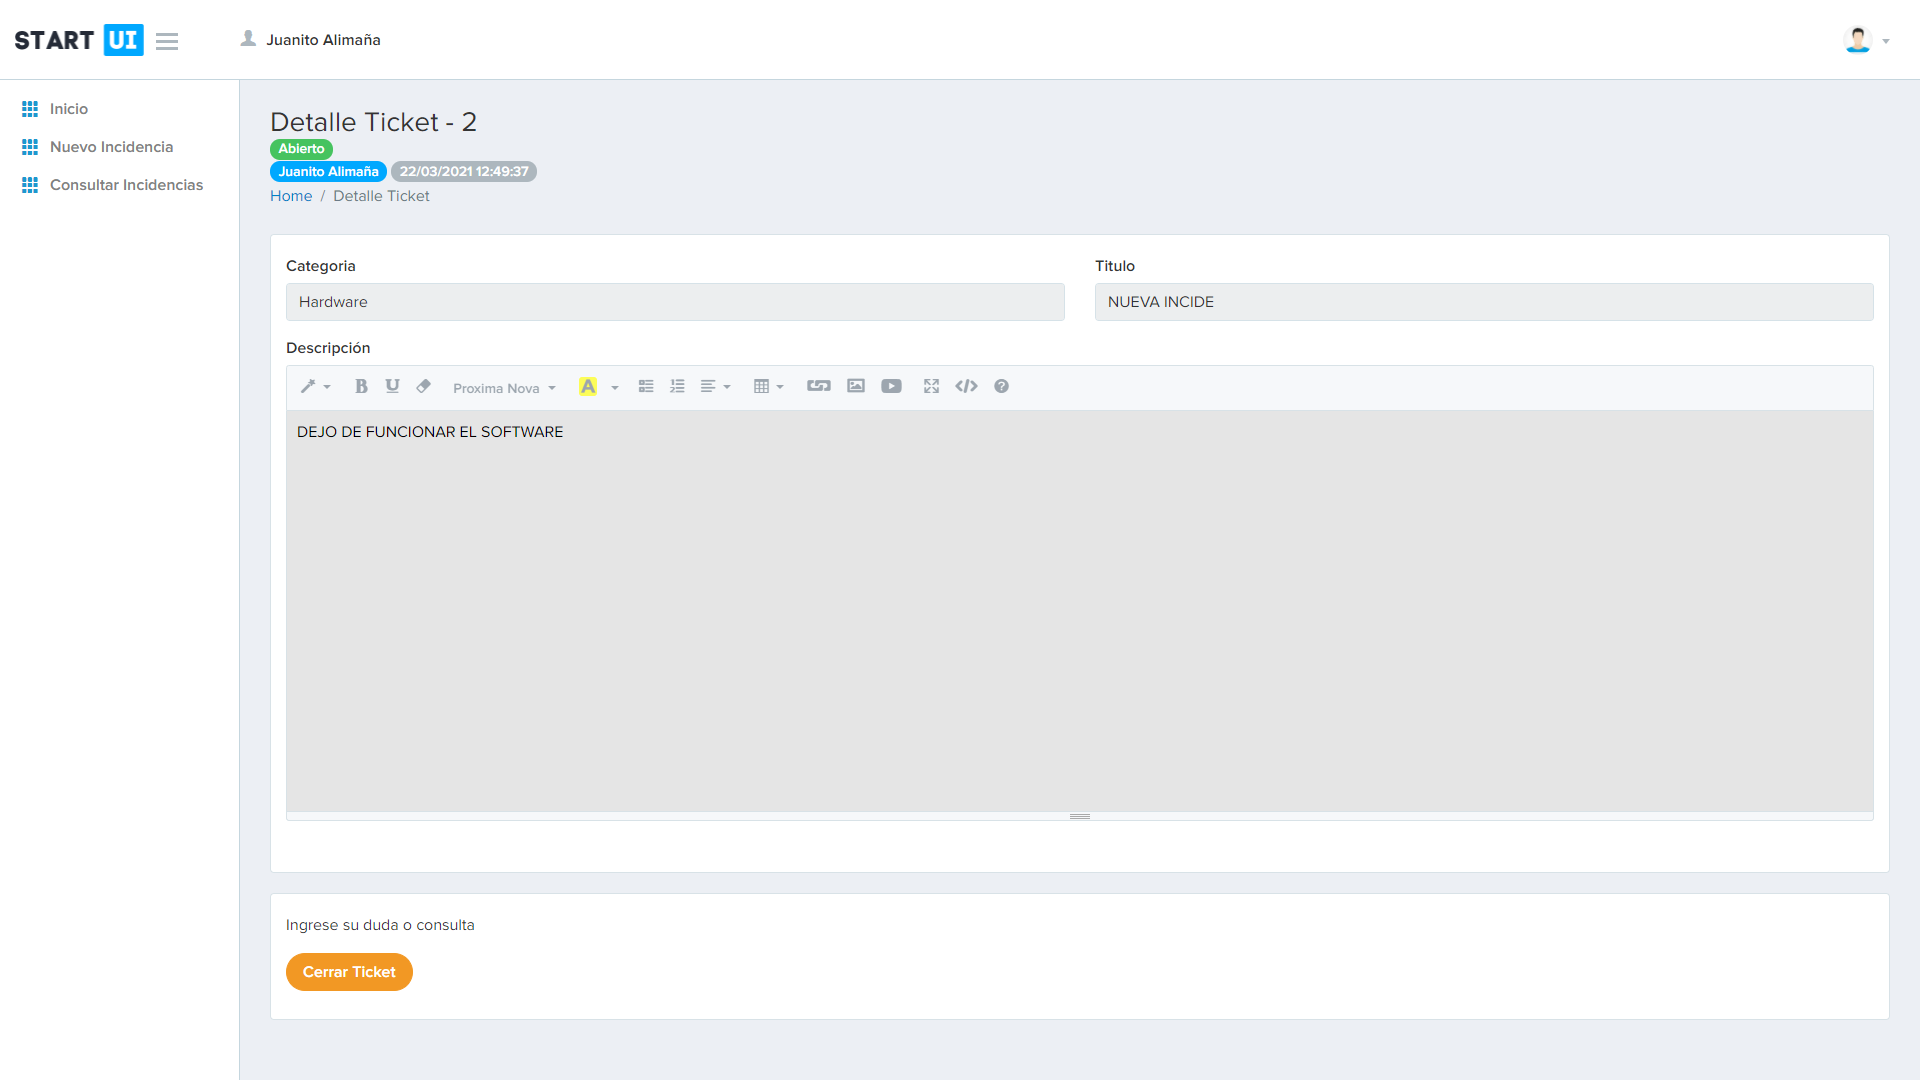 START UI
Juanito Alimaña
Inicio
Nuevo Incidencia
Consultar Incidencias
Detalle Ticket - 2
Abierto
Juanito Alimaña 22/03/2021 12:49:37
Home / Detalle Ticket
Categoria
Titulo
Hardware
NUEVA INCIDE
Descripción
B U Proxima Nova A
DEJO DE FUNCIONAR EL SOFTWARE
Ingrese su duda o consulta
Cerrar Ticket